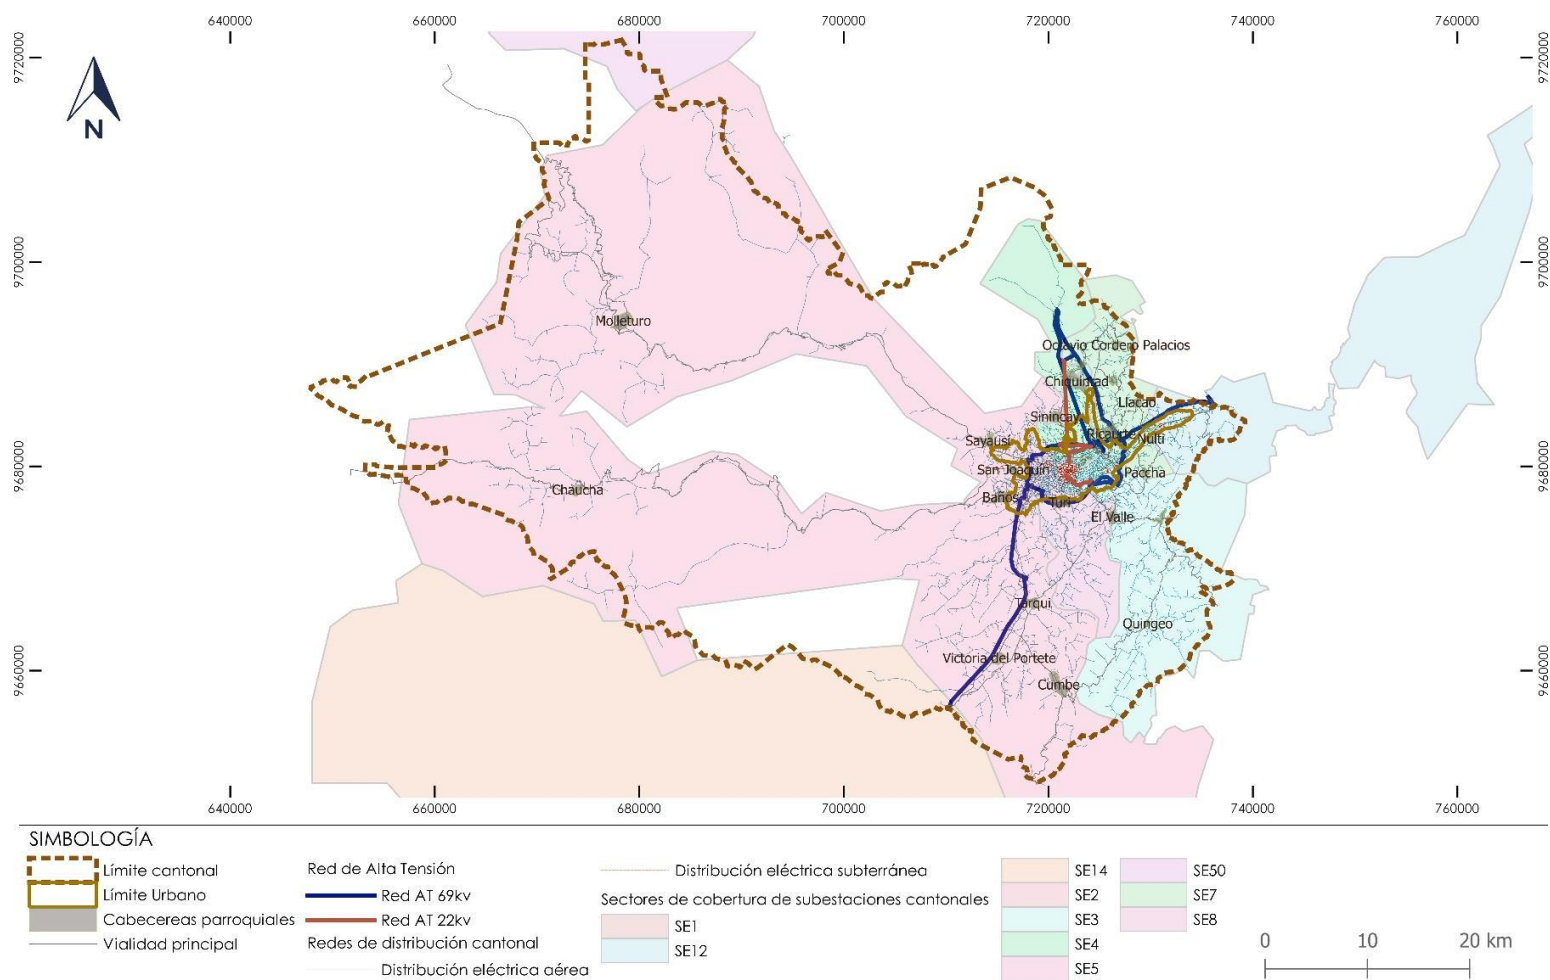 640000 660000 680000 700000 720000 740000 760000
9720000 9720000
N
9700000 9700000
Molleturo
Octavio Cordero Palacios
Chiquintad
Llacao
Sinincay
Ricaurte
Sayausí
Nulti
9680000 9680000
San Joaquín
Paccha
Chaucha
Baños
Turi
El Valle
Tarqui
Quingeo
Victoria del Portete
9660000 9660000
Cumbe
640000 660000 680000 700000 720000 740000 760000
SIMBOLOGÍA
Límite cantonal
Límite Urbano
Cabecereas parroquiales
Vialidad principal
Red de Alta Tensión
Red AT 69kv
Red AT 22kv
Redes de distribución cantonal
Distribución eléctrica aérea
Distribución eléctrica subterránea
Sectores de cobertura de subestaciones cantonales
SE1
SE12
SE14
SE2
SE3
SE4
SE5
SE50
SE7
SE8
0 10 20 km